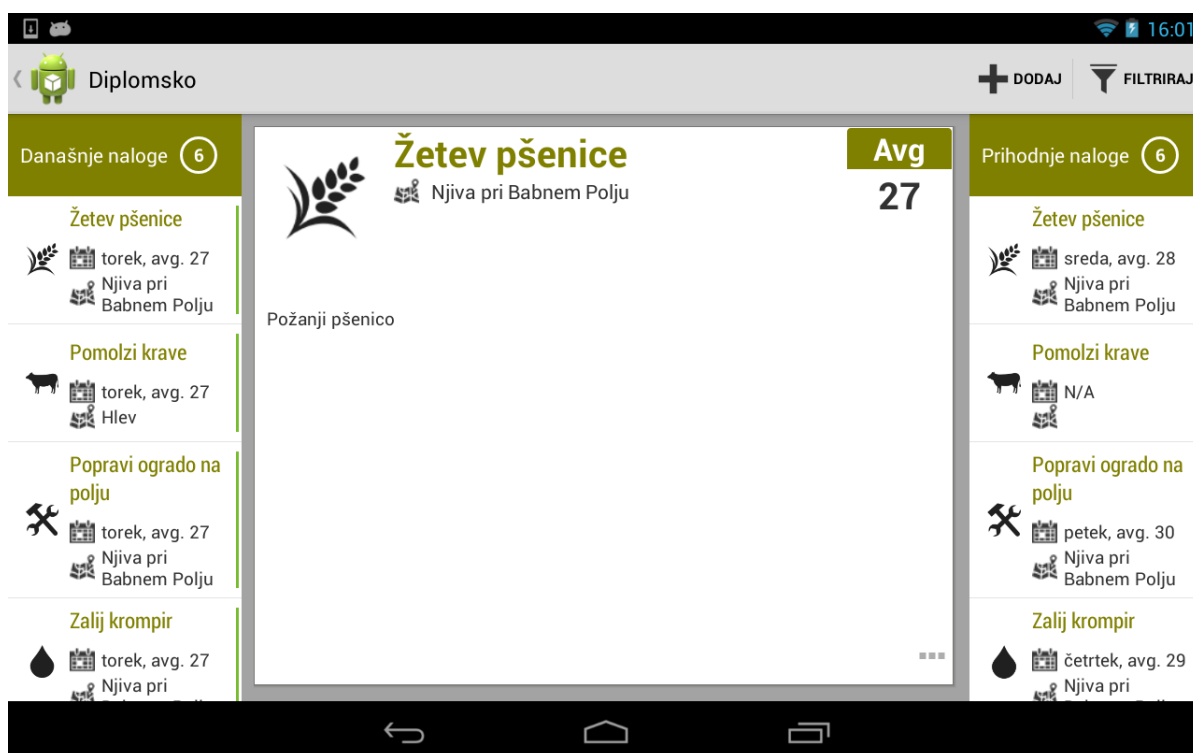 16:01
Diplomsko
DODAJ
FILTRIRAJ
Današnje naloge 6
Žetev pšenice
torek, avg. 27
Njiva pri
Babnem Polju
Pomolzi krave
torek, avg. 27
Hlev
Popravi ogrado na
polju
torek, avg. 27
Njiva pri
Babnem Polju
Zalij krompir
torek, avg. 27
Njiva pri
Žetev pšenice
Njiva pri Babnem Polju
Avg
27
Požanji pšenico
Prihodnje naloge 6
Žetev pšenice
sreda, avg. 28
Njiva pri
Babnem Polju
Pomolzi krave
N/A
Popravi ogrado na
polju
petek, avg. 30
Njiva pri
Babnem Polju
Zalij krompir
četrtek, avg. 29
Njiva pri